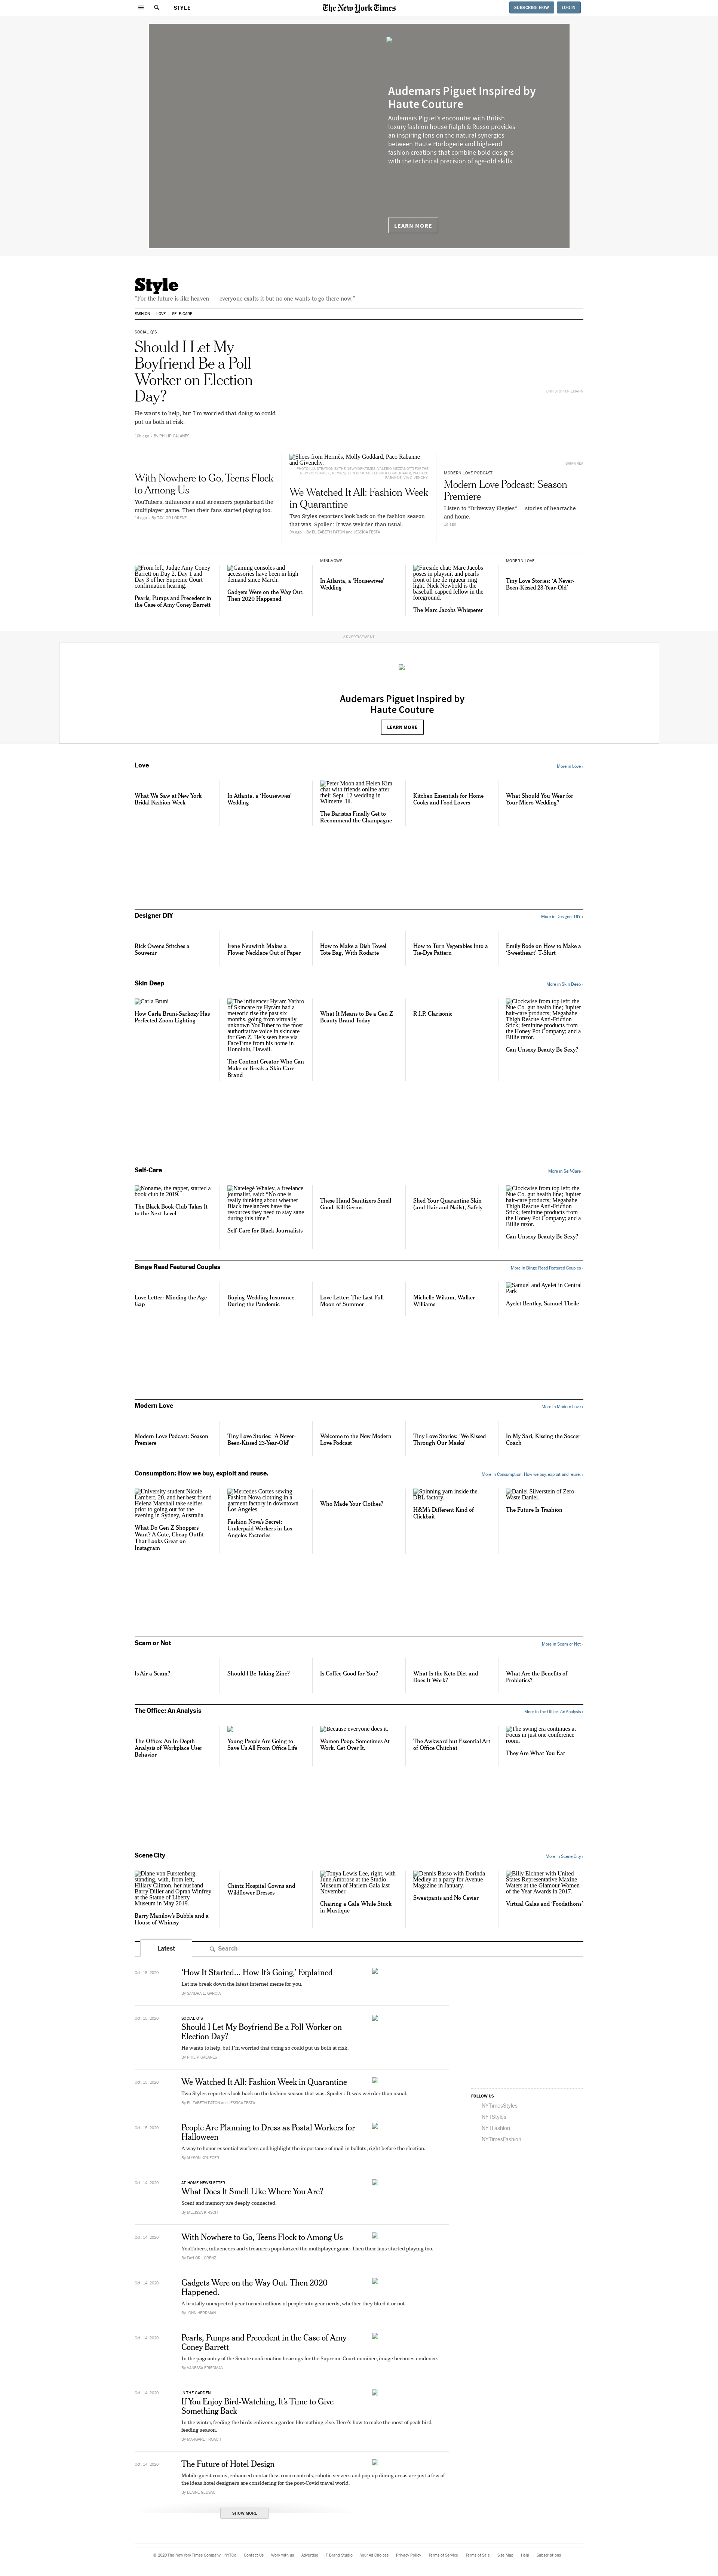 STYLE
The New York Times
SUBSCRIBE NOW
LOG IN
Audemars Piguet Inspired by
Haute Couture
Audemars Piguet's encounter with British
luxury fashion house Ralph & Russo provides
an inspiring lens on the natural synergies
between Haute Horlogerie and high-end
fashion creations that combine bold designs
with the technical precision of age-old skills.
LEARN MORE
Style
"For the future is like heaven — everyone exalts it but no one wants to go there now."
FASHION LOVE SELF-CARE
SOCIAL Q'S
Should I Let My
Boyfriend Be a Poll
Worker on Election
Day?
He wants to help, but I'm worried that doing so could
put us both at risk.
10h ago • By PHILIP GALANES
With Nowhere to Go, Teens Flock
to Among Us
YouTubers, influencers and streamers popularized the
multiplayer game. Then their fans started playing too.
1d ago • By TAYLOR LORENZ
Shoes from Hermès, Molly Goddard, Paco Rabanne
and Givenchy.
We Watched It All: Fashion Week
in Quarantine
Two Styles reporters look back on the fashion season
that was. Spoiler: It was weirder than usual.
By ELIZABETH PATON and JESSICA TESTA
MODERN LOVE PODCAST
Modern Love Podcast: Season
Premiere
Listen to "Driveway Elegies" — stories of heartache
and home.
From left, Judge Amy Coney
Barrett on Day 2, Day 1 and
Day 3 of her Supreme Court
confirmation hearing.
Pearls, Pumps and Precedent in
the Case of Amy Coney Barrett
Gaming consoles and
accessories have been in high
demand since March.
Gadgets Were on the Way Out.
Then 2020 Happened.
MINI VOWS
In Atlanta, a 'Housewives'
Wedding
Fireside chat: Marc Jacobs
poses in playsuit and pearls
front of the de rigueur ring
light. Nick Newbold is the
baseball-capped fellow in the
foreground.
The Marc Jacobs Whisperer
MODERN LOVE
Tiny Love Stories: 'A Never-
Been-Kissed 23-Year-Old'
ADVERTISEMENT
Audemars Piguet Inspired by
Haute Couture
LEARN MORE
Love
More in Love ›
What We Saw at New York
Bridal Fashion Week
In Atlanta, a 'Housewives'
Wedding
Peter Moon and Helen Kim
chat with friends online after
their Sept. 12 wedding in
Wilmette, Ill.
The Baristas Finally Get to
Recommend the Champagne
Kitchen Essentials for Home
Cooks and Food Lovers
What Should You Wear for
Your Micro Wedding?
Designer DIY
More in Designer DIY ›
Rick Owens Stitches a
Souvenir
Irene Neuwirth Makes a
Flower Necklace Out of Paper
How to Make a Dish Towel
Tote Bag, With Rodarte
How to Turn Vegetables Into a
Tie-Dye Pattern
Emily Bode on How to Make a
'Sweetheart' T-Shirt
Skin Deep
More in Skin Deep ›
Carla Bruni
How Carla Bruni-Sarkozy Has
Perfected Zoom Lighting
The influencer Hyram Yarbro
of Skincare by Hyram had a
meteoric rise the past six
months, going from virtually
unknown YouTuber to the most
authoritative voice in skincare
for Gen Z. He's seen here via
FaceTime from his home in
Honolulu, Hawaii.
The Content Creator Who Can
Make or Break a Skin Care
Brand
What It Means to Be a Gen Z
Beauty Brand Today
R.I.P. Clarisonic
Clockwise from top left: the
Nue Co. gut health line; Jupiter
hair-care products; Megababe
Thigh Rescue Anti-Friction
Stick; feminine products from
the Honey Pot Company; and a
Billie razor.
Can Unsexy Beauty Be Sexy?
Self-Care
More in Self-Care ›
Noname, the rapper, started a
book club in 2019.
The Black Book Club Takes It
to the Next Level
Natelegé Whaley, a freelance
journalist, said: "No one is
really thinking about whether
Black freelancers have the
resources they need to stay sane
during this time."
Self-Care for Black Journalists
These Hand Sanitizers Smell
Good, Kill Germs
Shed Your Quarantine Skin
(and Hair and Nails), Safely
Clockwise from top left: the
Nue Co. gut health line; Jupiter
hair-care products; Megababe
Thigh Rescue Anti-Friction
Stick; feminine products from
the Honey Pot Company; and a
Billie razor.
Can Unsexy Beauty Be Sexy?
Binge Read Featured Couples
More in Binge Read Featured Couples ›
Love Letter: Minding the Age
Gap
Buying Wedding Insurance
During the Pandemic
Love Letter: The Last Full
Moon of Summer
Michelle Wikum, Walker
Williams
Samuel and Ayelet in Central
Park
Ayelet Bentley, Samuel Theile
Modern Love
More in Modern Love ›
Modern Love Podcast: Season
Premiere
Tiny Love Stories: 'A Never-
Been-Kissed 23-Year-Old'
Welcome to the New Modern
Love Podcast
Tiny Love Stories: 'We Kissed
Through Our Masks'
In My Sari, Kissing the Soccer
Coach
Consumption: How we buy, exploit and reuse.
More in Consumption: How we buy, exploit and reuse. ›
University student Nicole
Lambert, 20, and her best friend
Helena Marshall take selfies
prior to going out for the
evening in Sydney, Australia.
What Do Gen Z Shoppers
Want? A Cute, Cheap Outfit
That Looks Great on
Instagram
Mercedes Cortes sewing
Fashion Nova clothing in a
garment factory in downtown
Los Angeles.
Fashion Nova's Secret:
Underpaid Workers in Los
Angeles Factories
Who Made Your Clothes?
Spinning yarn inside the
DBL factory.
H&M's Different Kind of
Clickbait
Daniel Silverstein of Zero
Waste Daniel.
The Future Is Trashion
Scam or Not
More in Scam or Not ›
Is Air a Scam?
Should I Be Taking Zinc?
Is Coffee Good for You?
What Is the Keto Diet and
Does It Work?
What Are the Benefits of
Probiotics?
The Office: An Analysis
More in The Office: An Analysis ›
The Office: An In-Depth
Analysis of Workplace User
Behavior
Young People Are Going to
Save Us All From Office Life
Because everyone does it.
Women Poop. Sometimes At
Work. Get Over It.
The Awkward but Essential Art
of Office Chitchat
The swing era continues at
Focus in just one conference
room.
They Are What You Eat
Scene City
More in Scene City ›
Diane von Furstenberg,
standing, with, from left,
Hillary Clinton, her husband
Barry Diller and Oprah Winfrey
at the Statue of Liberty
Museum in May 2019.
Barry Manilow's Bubble and a
House of Whimsy
Chintz Hospital Gowns and
Wildflower Dresses
Tonya Lewis Lee, right, with
June Ambrose at the Studio
Museum of Harlem Gala last
November.
Chairing a Gala While Stuck
in Mustique
Dennis Basso with Dorinda
Medley at a party for Avenue
Magazine in January.
Sweatpants and No Caviar
Billy Eichner with United
States Representative Maxine
Waters at the Glamour Women
of the Year Awards in 2017.
Virtual Galas and 'Foodathons'
Latest
Search
Oct. 15, 2020
'How It Started... How It's Going,' Explained
Let me break down the latest internet meme for you.
By SANDRA E. GARCIA
Oct. 15, 2020
SOCIAL Q'S
Should I Let My Boyfriend Be a Poll Worker on
Election Day?
He wants to help, but I'm worried that doing so could put us both at risk.
By PHILIP GALANES
Oct. 15, 2020
We Watched It All: Fashion Week in Quarantine
Two Styles reporters look back on the fashion season that was. Spoiler: It was weirder than usual.
By ELIZABETH PATON and JESSICA TESTA
FOLLOW US
NYTimesStyles
NYTStyles
NYTFashion
NYTimesFashion
Oct. 15, 2020
People Are Planning to Dress as Postal Workers for
Halloween
A way to honor essential workers and highlight the importance of mail-in ballots, right before the election.
By ALYSON KRUEGER
Oct. 14, 2020
AT HOME NEWSLETTER
What Does It Smell Like Where You Are?
Scent and memory are deeply connected.
By MELISSA KIRSCH
Oct. 14, 2020
With Nowhere to Go, Teens Flock to Among Us
YouTubers, influencers and streamers popularized the multiplayer game. Then their fans started playing too.
By TAYLOR LORENZ
Oct. 14, 2020
Gadgets Were on the Way Out. Then 2020
Happened.
A brutally unexpected year turned millions of people into gear nerds, whether they liked it or not.
By JOHN HERRMAN
Oct. 14, 2020
Pearls, Pumps and Precedent in the Case of Amy
Coney Barrett
In the pageantry of the Senate confirmation hearings for the Supreme Court nominee, image becomes evidence.
By VANESSA FRIEDMAN
Oct. 14, 2020
IN THE GARDEN
If You Enjoy Bird-Watching, It's Time to Give
Something Back
In the winter, feeding the birds enlivens a garden like nothing else. Here's how to make the most of peak bird-
feeding season.
By MARGARET ROACH
Oct. 14, 2020
The Future of Hotel Design
Mobile guest rooms, enhanced contactless room controls, robotic servers and pop-up dining areas are just a few of
the ideas hotel designers are considering for the post-Covid travel world.
By ELAINE GLUSAC
SHOW MORE
© 2020 The New York Times Company NYTCo Contact Us Work with us Advertise T Brand Studio Your Ad Choices Privacy Policy Terms of Service Terms of Sale Site Map Help Subscriptions